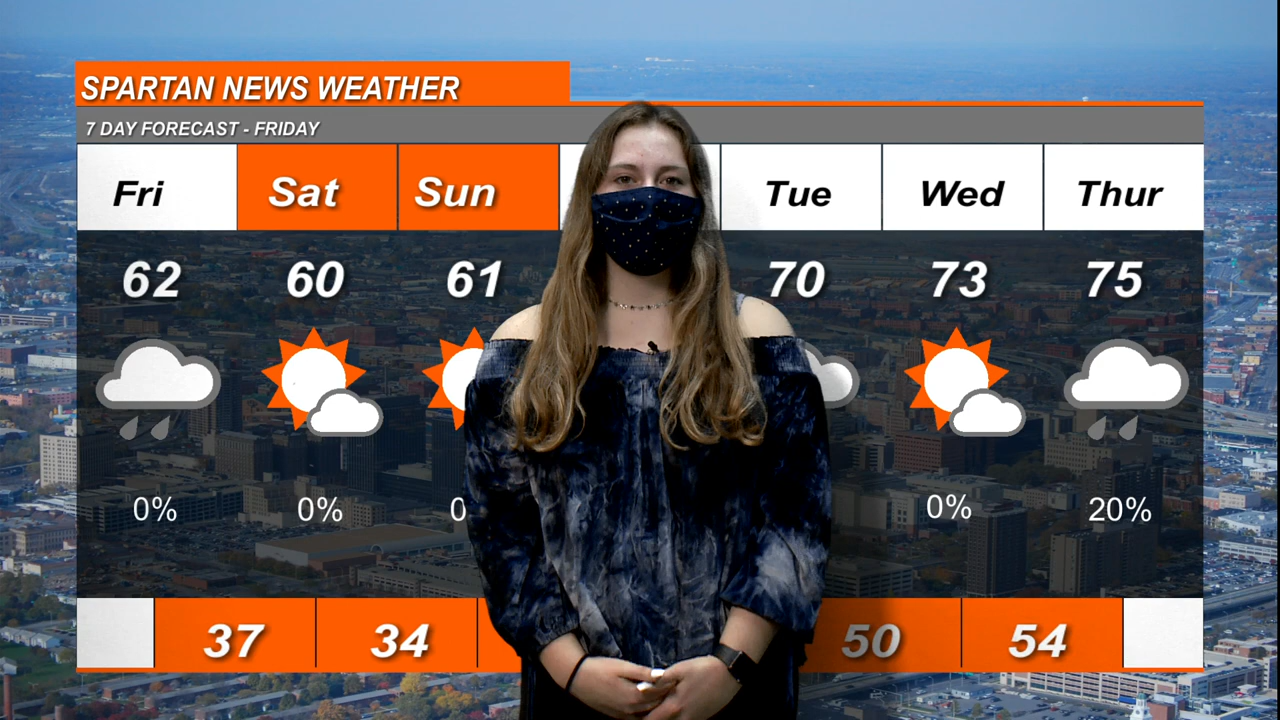 SPARTAN NEWS WEATHER
7 DAY FORECAST - FRIDAY
Fri Sat Sun Tue Wed Thur
62 60 61 70 73 75
0% 0% 0 0% 20%
37 34 50 54